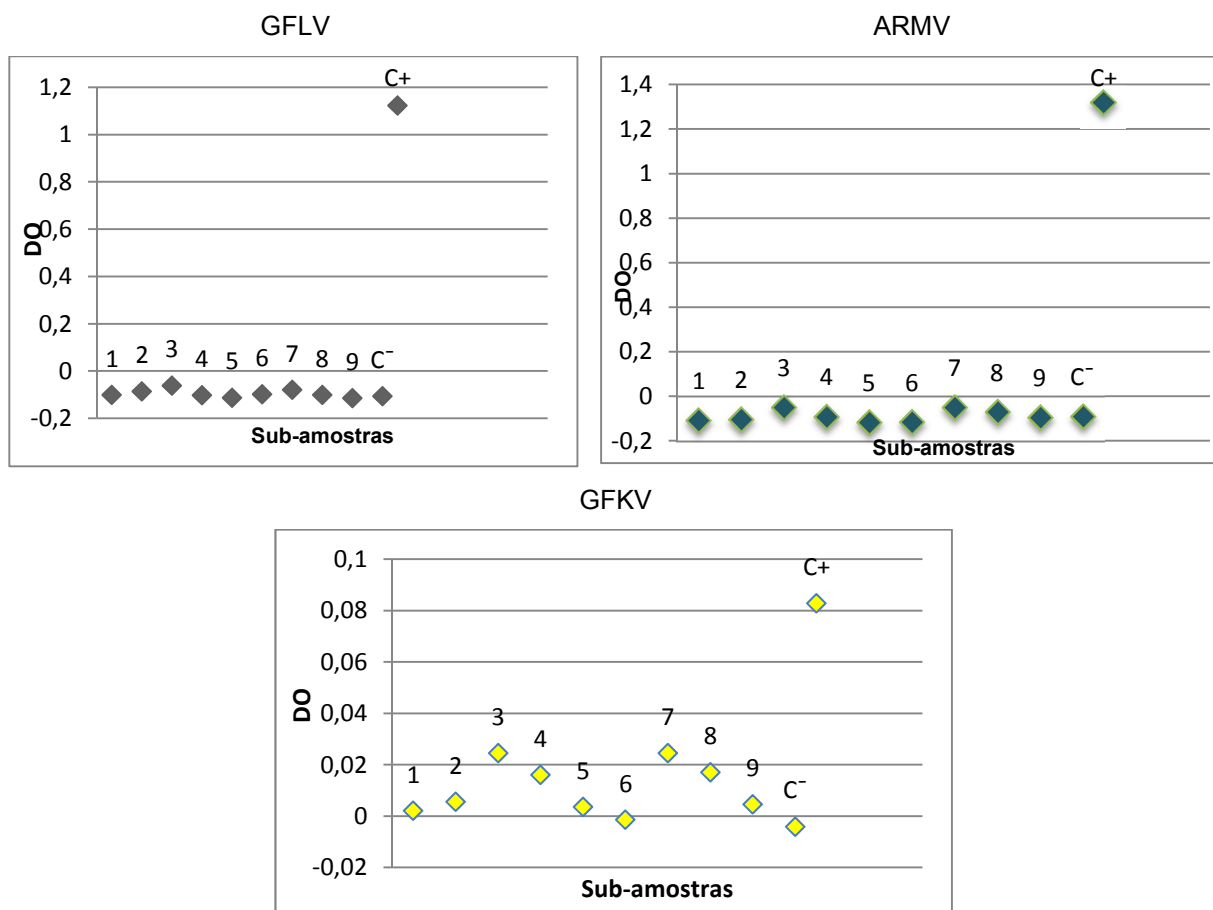 GFLV
1,2
1
0,8
0,6
0,4
0,2
0
-0,2
DO
C+
1 2 3 4 5 6 7 8 9 C⁻
Sub-amostras
ARMV
1,4
1,2
1
0,8
0,6
0,4
0,2
0
-0,2
DO
C+
1 2 3 4 5 6 7 8 9 C⁻
Sub-amostras
GFKV
0,1
0,08
0,06
0,04
0,02
0
-0,02
DO
C+
1 2 3 4 5 6 7 8 9 C⁻
Sub-amostras